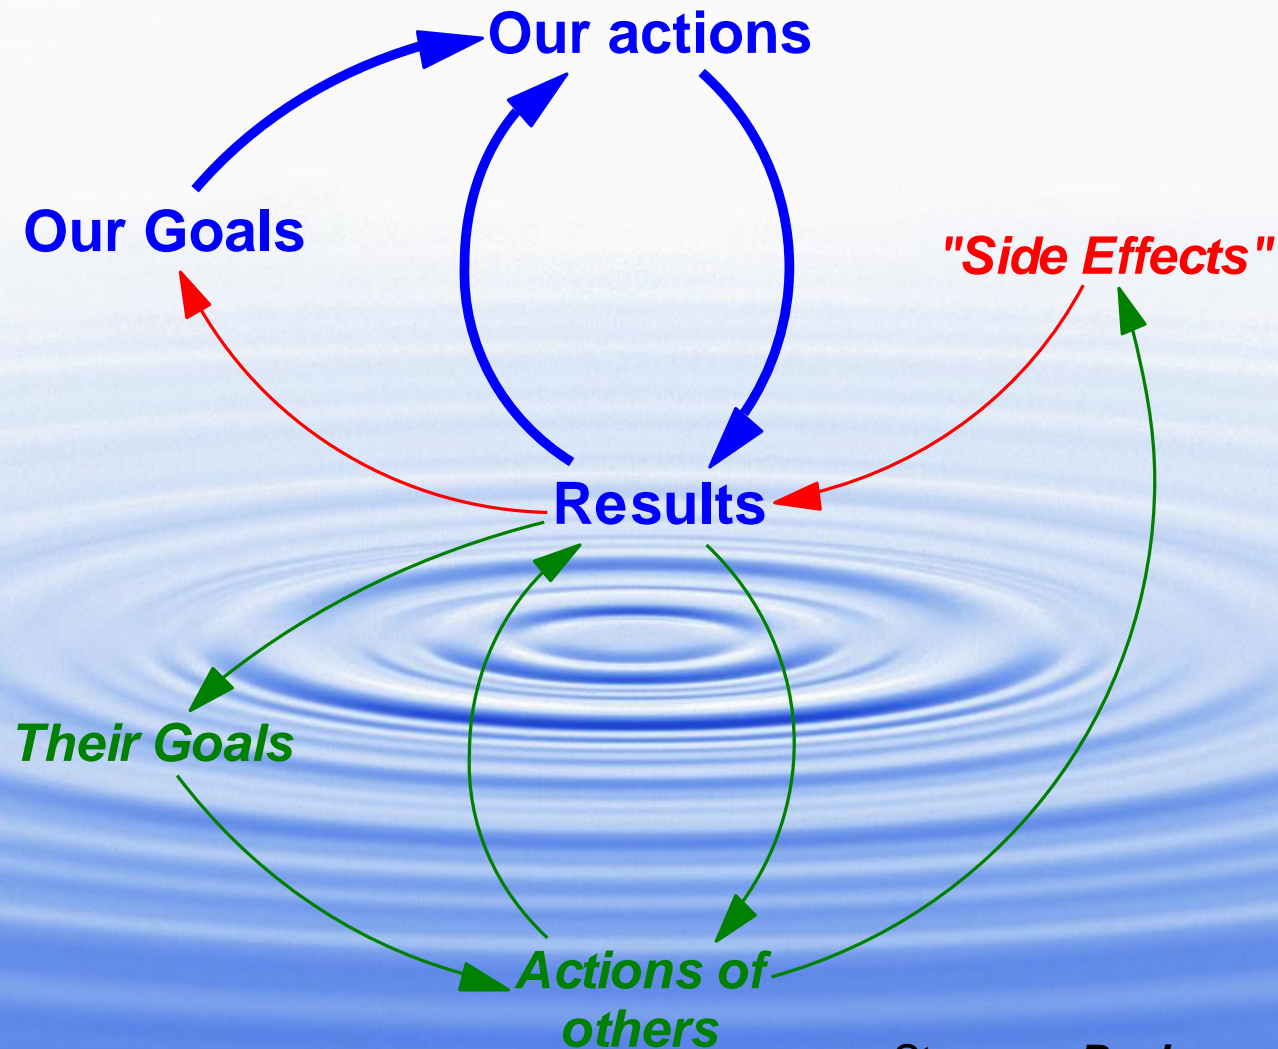 Our actions
Our Goals
"Side Effects"
Results
Their Goals
Actions of
others